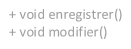 + void enregistrer()
+ void modifier()